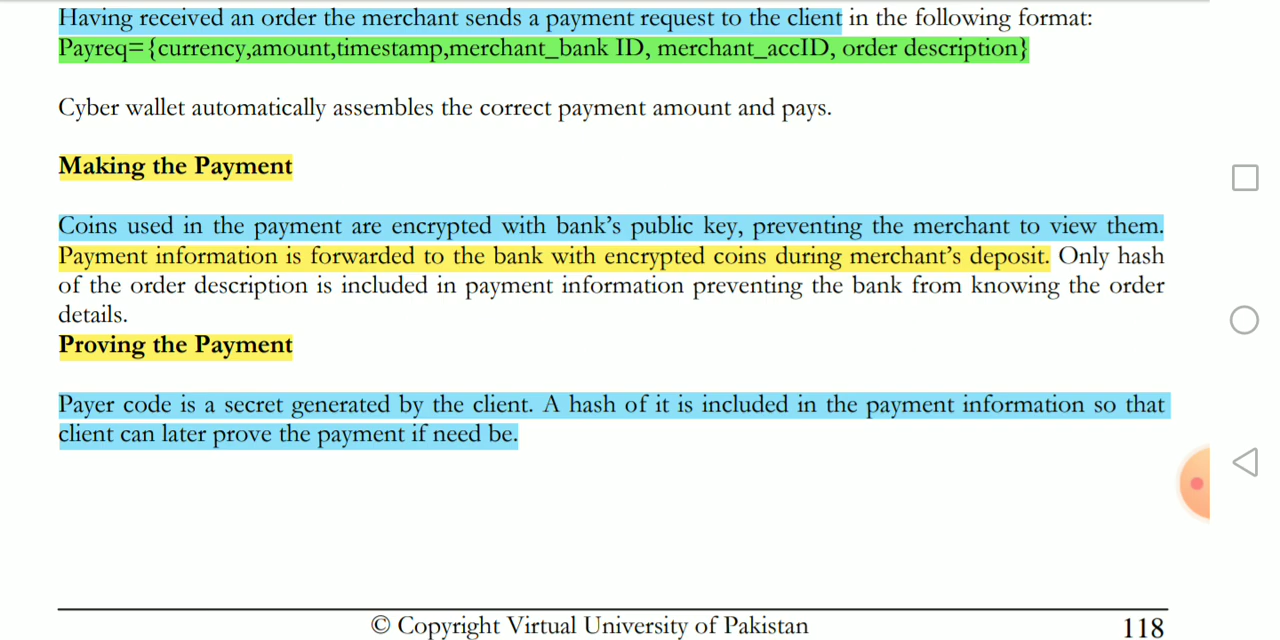 Having received an order the merchant sends a payment request to the client in the following format:
Payreq={currency,amount,timestamp,merchant_bank ID, merchant_accID, order description}
Cyber wallet automatically assembles the correct payment amount and pays.
Making the Payment
Coins used in the payment are encrypted with bank’s public key, preventing the merchant to view them.
Payment information is forwarded to the bank with encrypted coins during merchant’s deposit. Only hash
of the order description is included in payment information preventing the bank from knowing the order
details.
Proving the Payment
Payer code is a secret generated by the client. A hash of it is included in the payment information so that
client can later prove the payment if need be.
© Copyright Virtual University of Pakistan 118